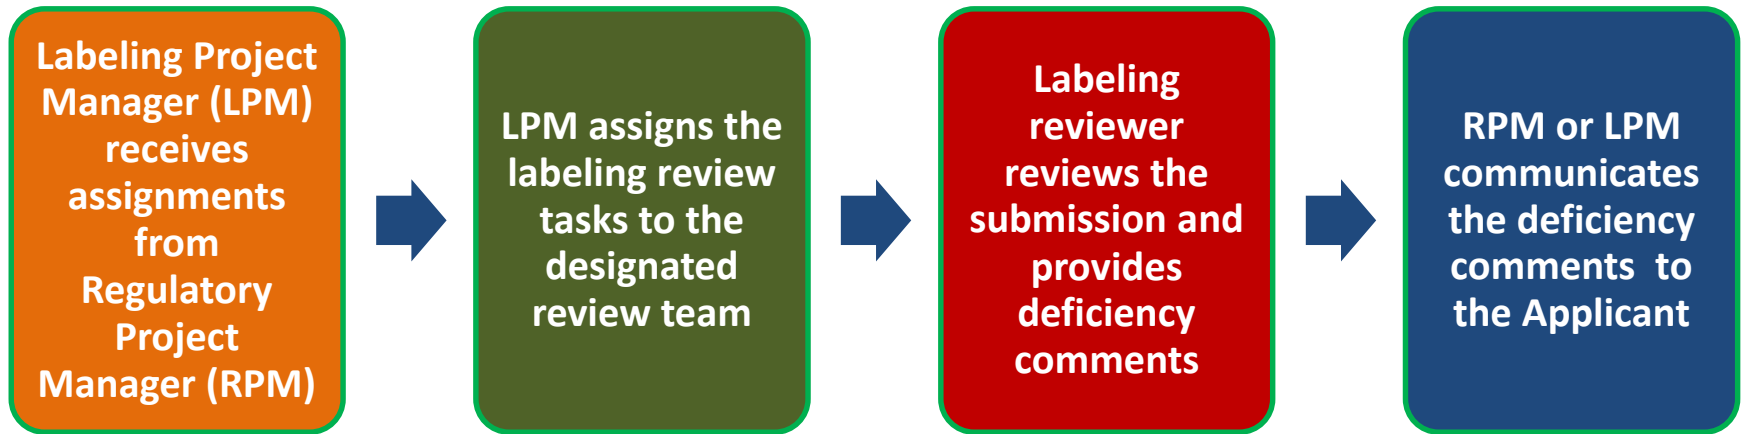 Labeling Project
Manager (LPM)
receives
assignments
from
Regulatory
Project
Manager (RPM)
LPM assigns the
labeling review
tasks to the
designated
review team
Labeling
reviewer
reviews the
submission and
provides
deficiency
comments
RPM or LPM
communicates
the deficiency
comments to
the Applicant